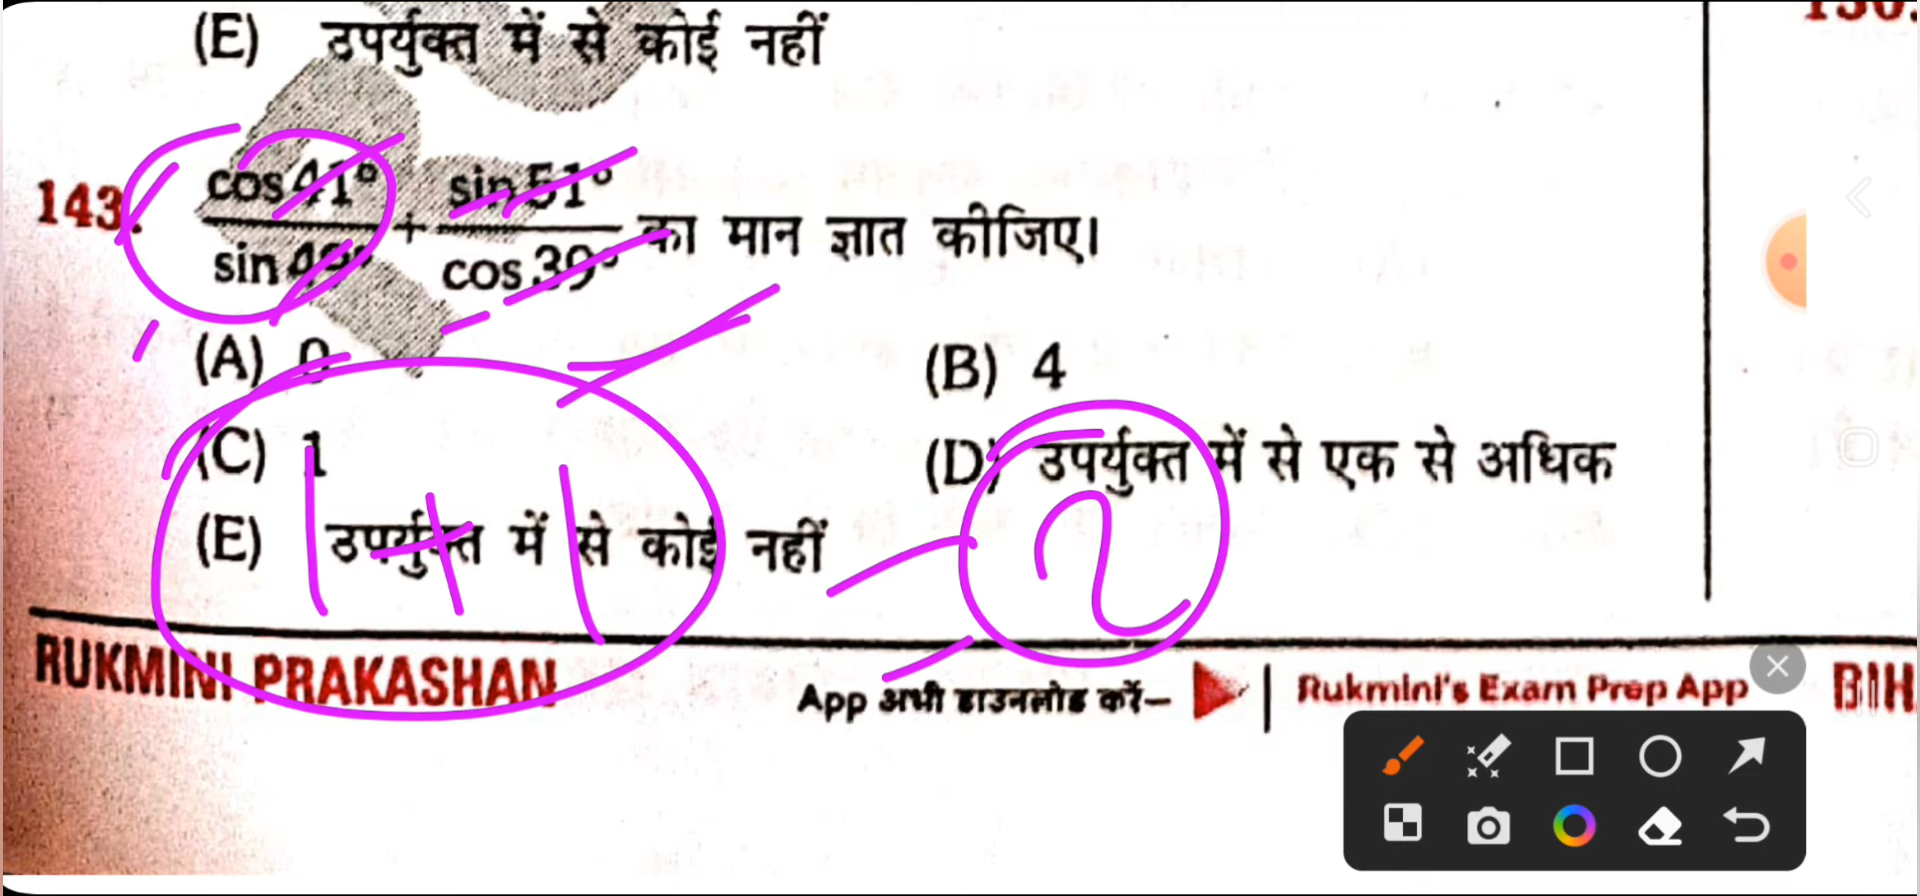 (E) उपर्युक्त में से कोई नहीं
143. cos 41° / sin 49° + sin 51° / cos 39° का मान ज्ञात कीजिए।
(A) 0 (B) 4
(C) 1 (D) उपर्युक्त में से एक से अधिक
(E) उपर्युक्त में से कोई नहीं
1 + 1 2
RUKMINI PRAKASHAN App अभी डाउनलोड करें– | Rukmini's Exam Prep App